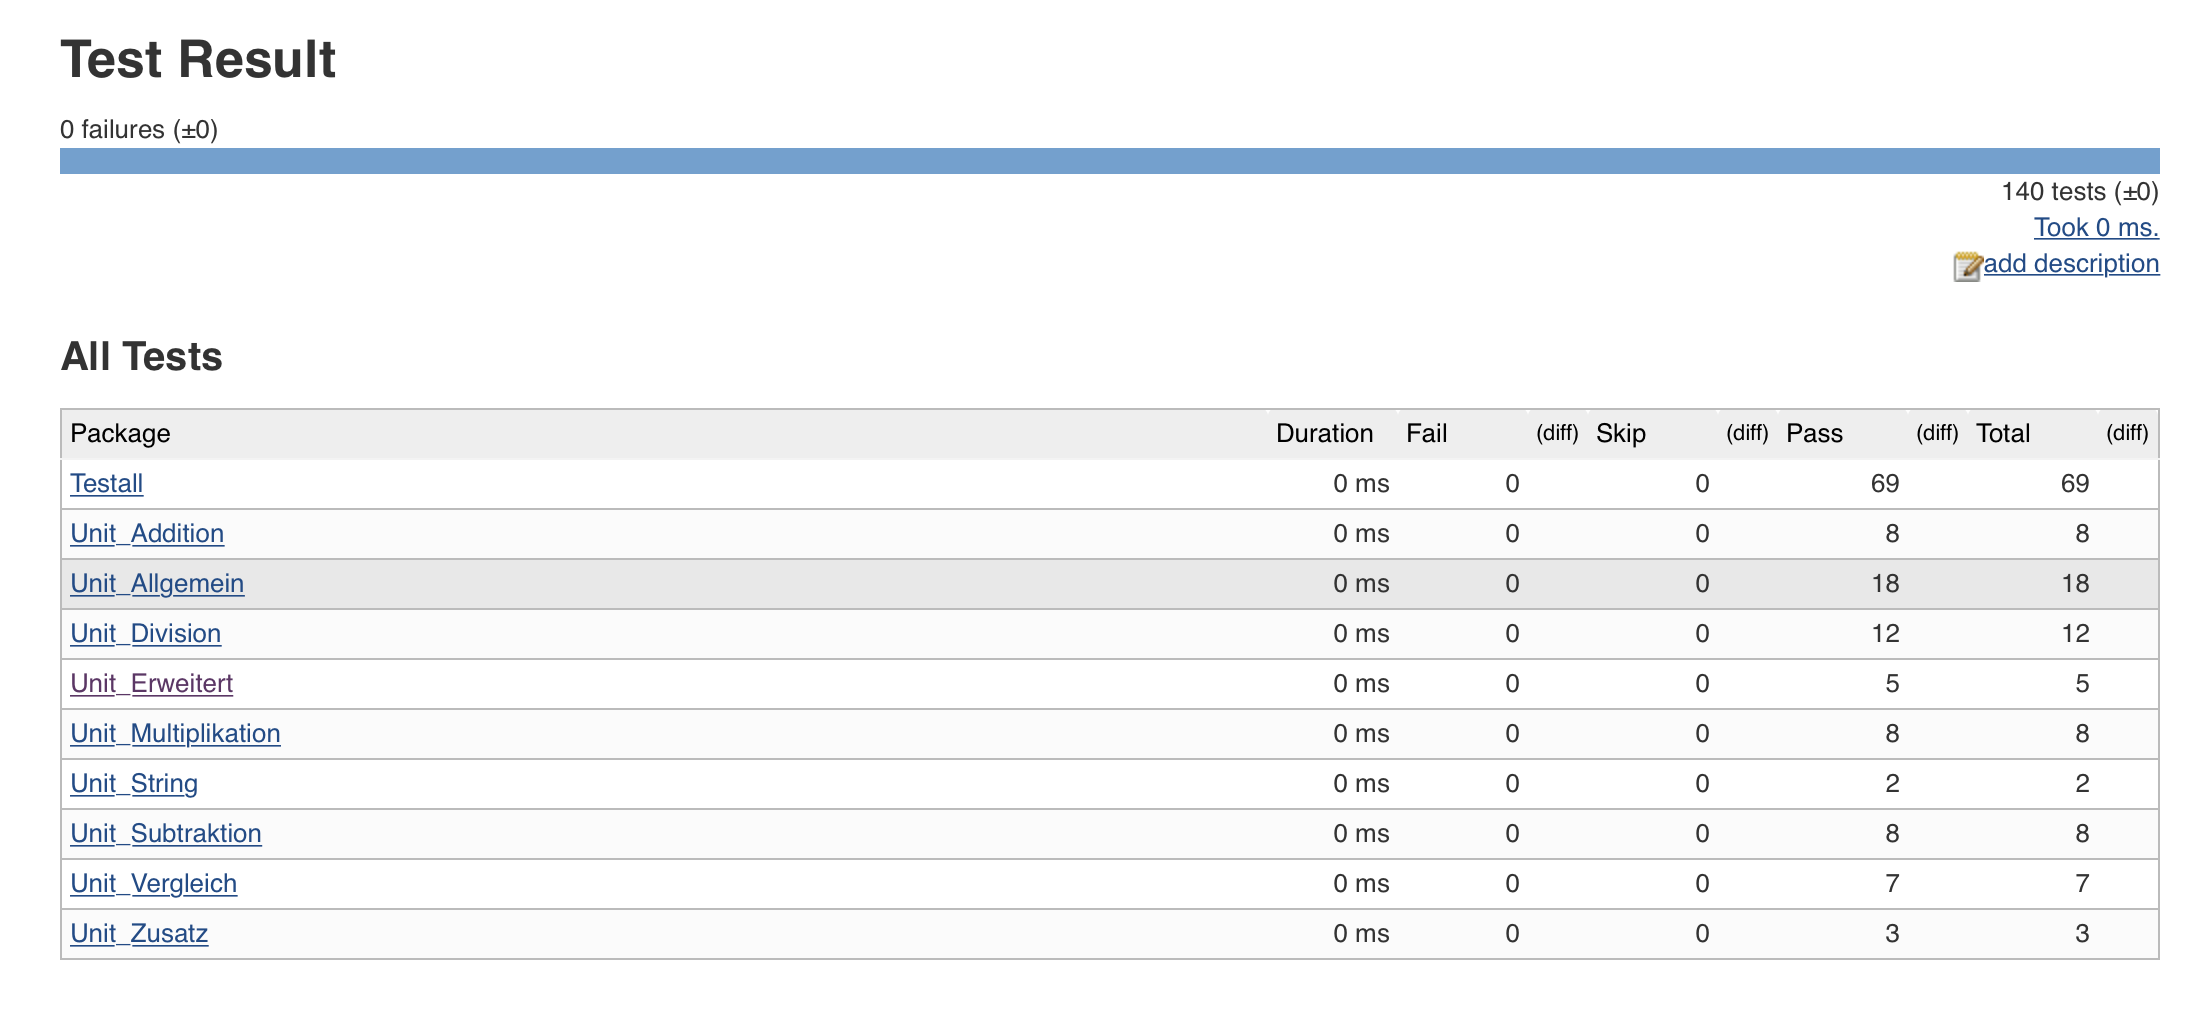 Test Result
0 failures (±0)
140 tests (±0)
Took 0 ms.
add description
All Tests
Package Duration Fail (diff) Skip (diff) Pass (diff) Total (diff)
Testall 0 ms 0 0 69 69
Unit_Addition 0 ms 0 0 8 8
Unit_Allgemein 0 ms 0 0 18 18
Unit_Division 0 ms 0 0 12 12
Unit_Erweitert 0 ms 0 0 5 5
Unit_Multiplikation 0 ms 0 0 8 8
Unit_String 0 ms 0 0 2 2
Unit_Subtraktion 0 ms 0 0 8 8
Unit_Vergleich 0 ms 0 0 7 7
Unit_Zusatz 0 ms 0 0 3 3